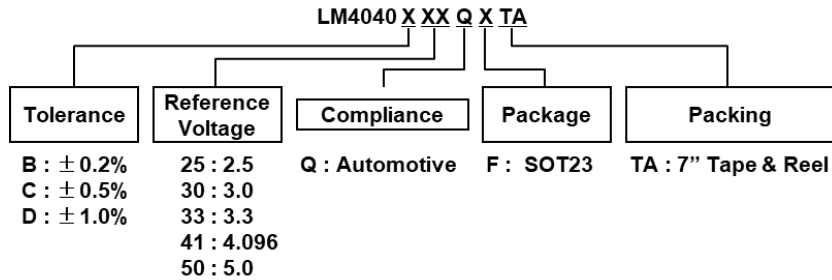 LM4040 X XX Q X TA
Tolerance
B : ±0.2%
C : ±0.5%
D : ±1.0%
Reference
Voltage
25 : 2.5
30 : 3.0
33 : 3.3
41 : 4.096
50 : 5.0
Compliance
Q : Automotive
Package
F : SOT23
Packing
TA : 7” Tape & Reel